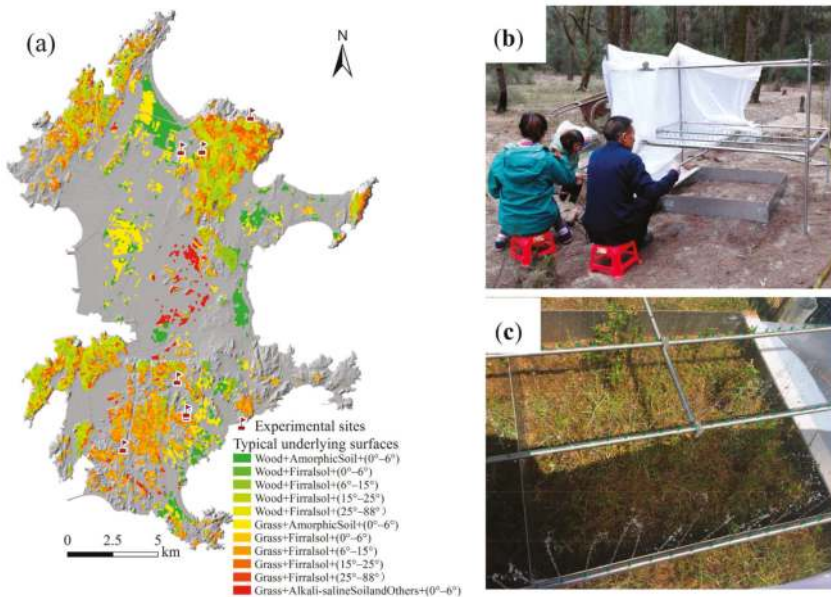 (a)
N
Experimental sites
Typical underlying surfaces
Wood+AmorphicSoil+(0°–6°)
Wood+Firralsol+(0°–6°)
Wood+Firralsol+(6°–15°)
Wood+Firralsol+(15°–25°)
Wood+Firralsol+(25°–88°)
Grass+AmorphicSoil+(0°–6°)
Grass+Firralsol+(0°–6°)
Grass+Firralsol+(6°–15°)
Grass+Firralsol+(15°–25°)
Grass+Firralsol+(25°–88°)
Grass+Alkali-salineSoilandOthers+(0°–6°)
0 2.5 5
km
(b)
(c)